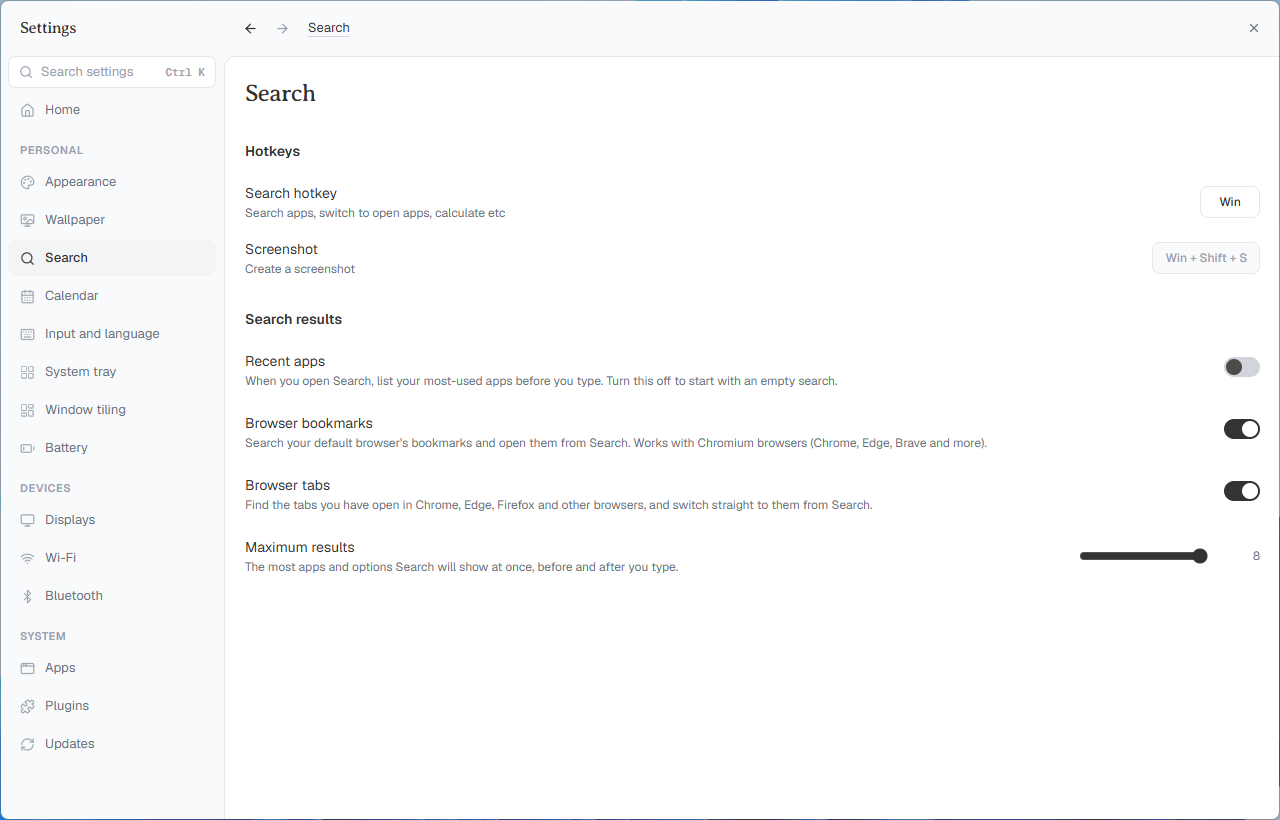 Settings
Search
Search settings
Ctrl K
Home
PERSONAL
Appearance
Wallpaper
Search
Calendar
Input and language
System tray
Window tiling
Battery
DEVICES
Displays
Wi-Fi
Bluetooth
SYSTEM
Apps
Plugins
Updates
Search
Hotkeys
Search hotkey
Search apps, switch to open apps, calculate etc
Win
Screenshot
Create a screenshot
Win + Shift + S
Search results
Recent apps
When you open Search, list your most-used apps before you type. Turn this off to start with an empty search.
Browser bookmarks
Search your default browser's bookmarks and open them from Search. Works with Chromium browsers (Chrome, Edge, Brave and more).
Browser tabs
Find the tabs you have open in Chrome, Edge, Firefox and other browsers, and switch straight to them from Search.
Maximum results
The most apps and options Search will show at once, before and after you type.
8